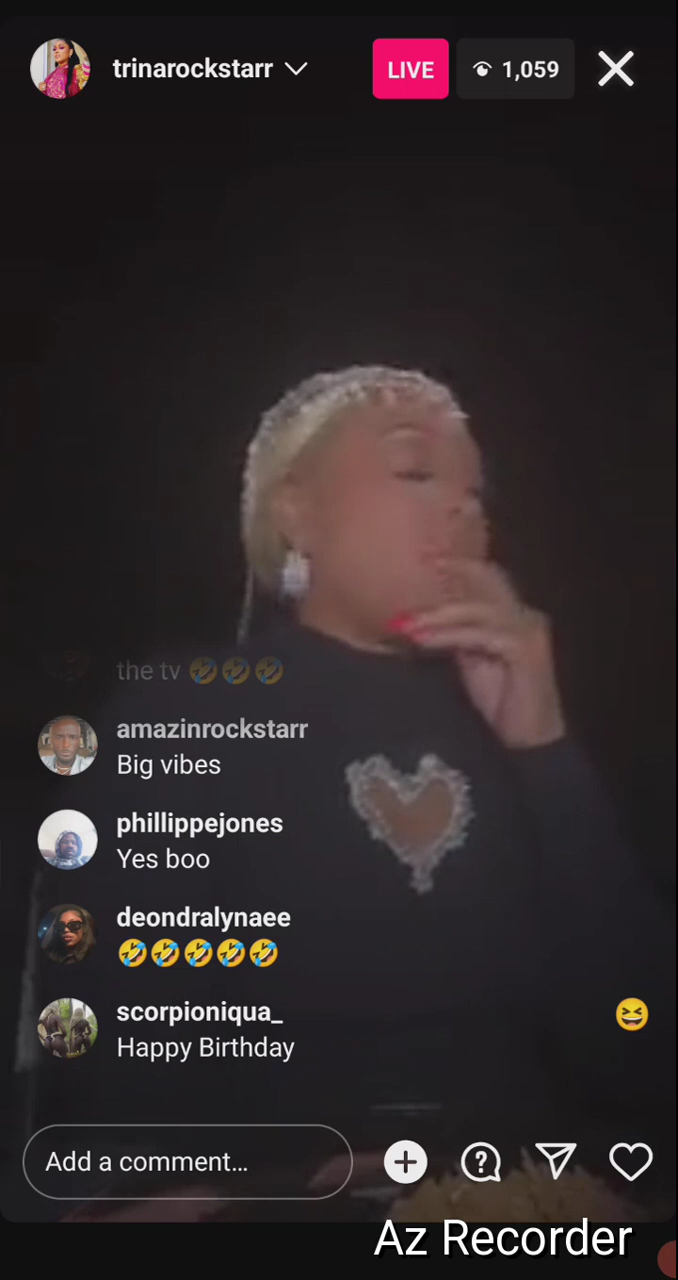 trinarockstarr
LIVE
1,059
the tv 🤣🤣🤣
amazinrockstarr
Big vibes
phillippejones
Yes boo
deondralynaee
🤣🤣🤣🤣🤣
scorpioniqua_
Happy Birthday
Add a comment...
Az Recorder